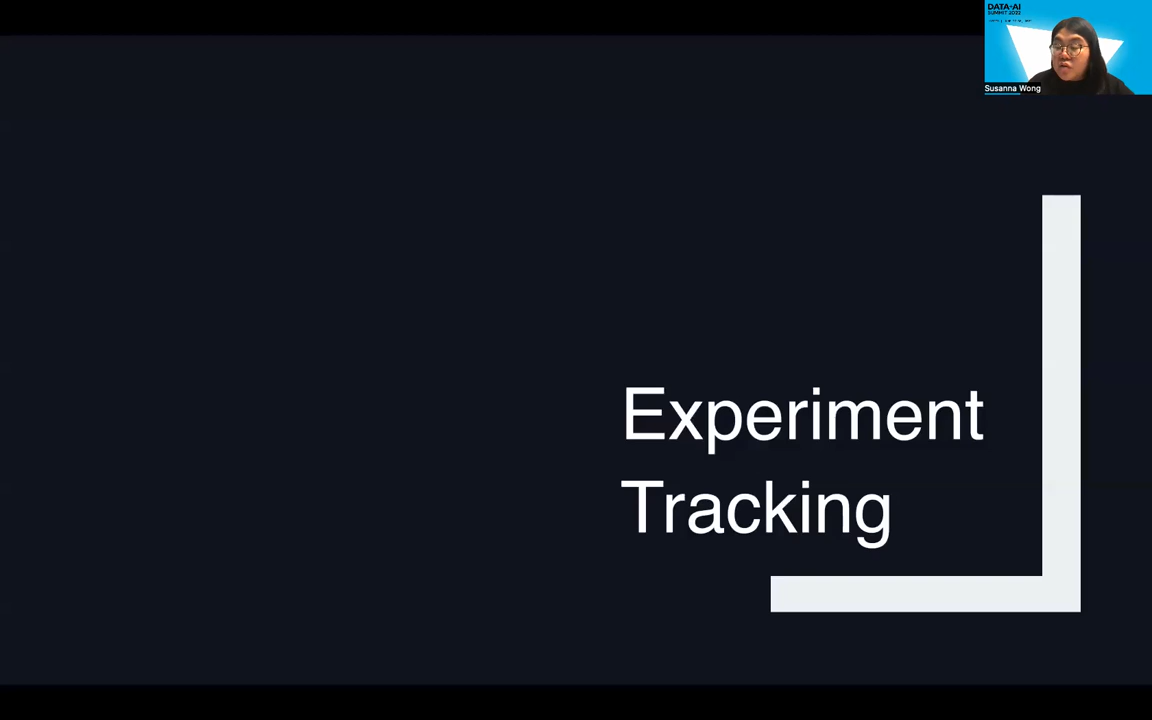 DATA+AI
SUMMIT 2022
Susanna Wong
Experiment
Tracking